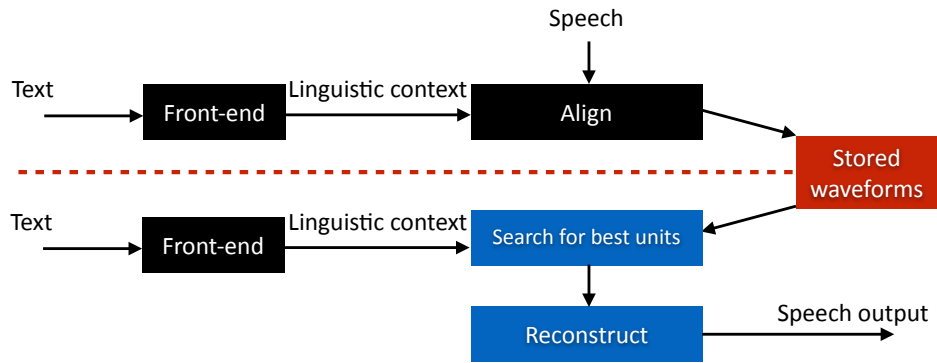 Speech
Text
Front-end
Linguistic context
Align
Stored
waveforms
Text
Front-end
Linguistic context
Search for best units
Reconstruct
Speech output